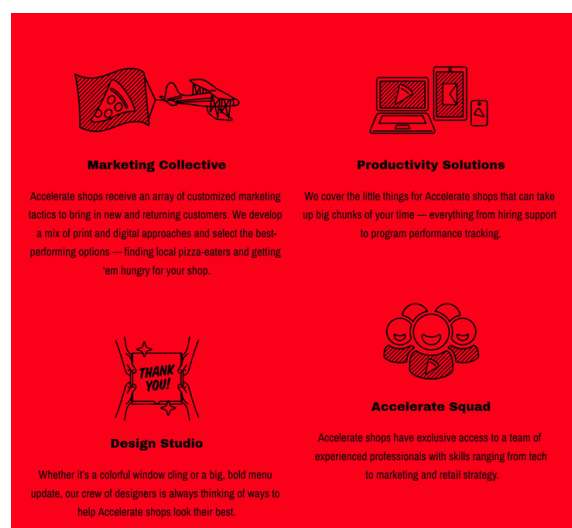 Marketing Collective
Accelerate shops receive an array of customized marketing
tactics to bring in new and returning customers. We develop
a mix of print and digital approaches and select the best-
performing options — finding local pizza-eaters and getting
'em hungry for your shop.
Productivity Solutions
We cover the little things for Accelerate shops that can take
up big chunks of your time — everything from hiring support
to program performance tracking.
THANK
YOU!
Design Studio
Whether it's a colorful window cling or a big, bold menu
update, our crew of designers is always thinking of ways to
help Accelerate shops look their best.
Accelerate Squad
Accelerate shops have exclusive access to a team of
experienced professionals with skills ranging from tech
to marketing and retail strategy.